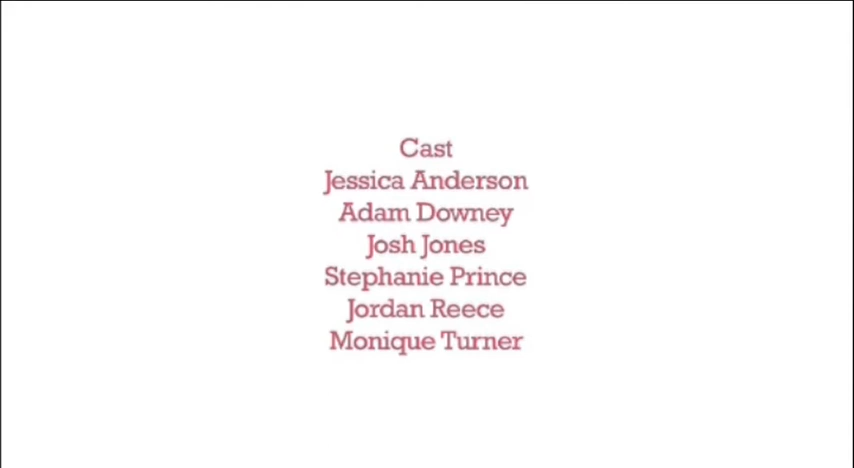 Cast
Jessica Anderson
Adam Downey
Josh Jones
Stephanie Prince
Jordan Reece
Monique Turner